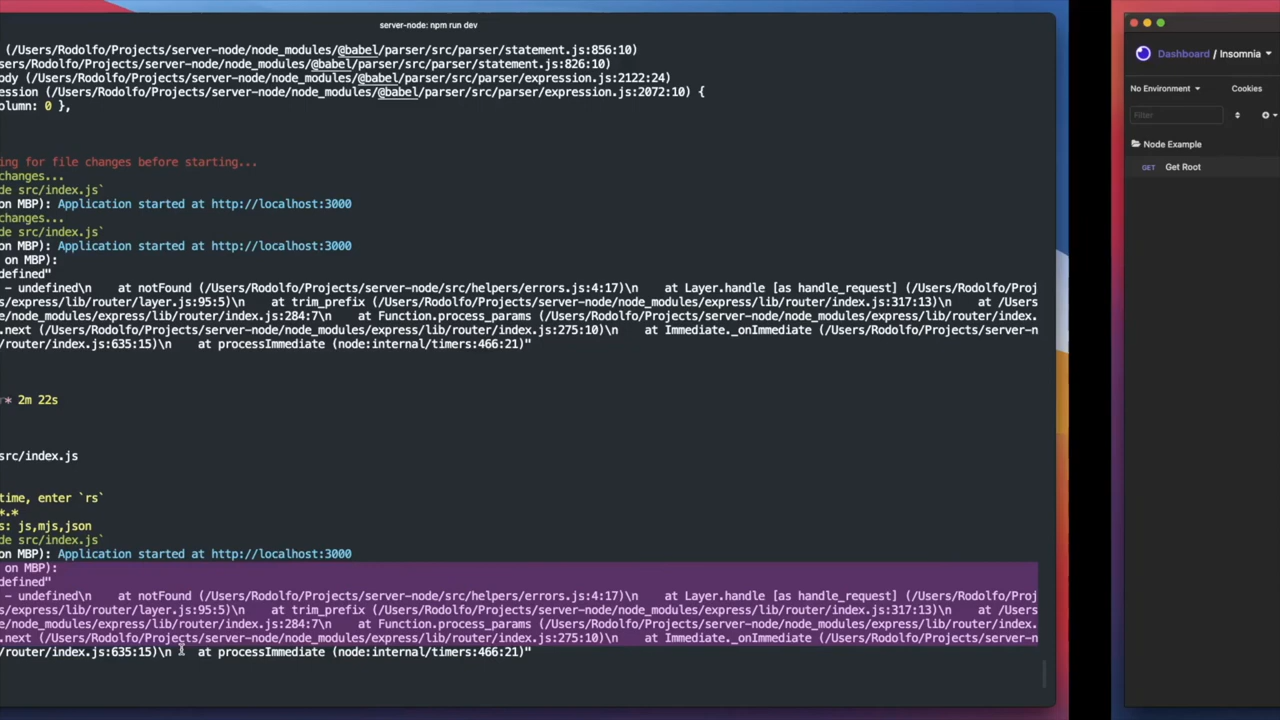 server-node: npm run dev
(/Users/Rodolfo/Projects/server-node/node_modules/@babel/parser/src/parser/statement.js:856:10)
sers/Rodolfo/Projects/server-node/node_modules/@babel/parser/src/parser/statement.js:826:10)
ody (/Users/Rodolfo/Projects/server-node/node_modules/@babel/parser/src/parser/expression.js:2122:24)
ession (/Users/Rodolfo/Projects/server-node/node_modules/@babel/parser/src/parser/expression.js:2072:10) {
olumn: 0 },
ing for file changes before starting...
changes...
de src/index.js`
on MBP): Application started at http://localhost:3000
changes...
de src/index.js`
on MBP): Application started at http://localhost:3000
on MBP):
defined"
- undefined\n    at notFound (/Users/Rodolfo/Projects/server-node/src/helpers/errors.js:4:17)\n    at Layer.handle [as handle_request] (/Users/Rodolfo/Proj
s/express/lib/router/layer.js:95:5)\n    at trim_prefix (/Users/Rodolfo/Projects/server-node/node_modules/express/lib/router/index.js:317:13)\n    at /Users
de_modules/express/lib/router/index.js:284:7\n    at Function.process_params (/Users/Rodolfo/Projects/server-node/node_modules/express/lib/router/index.
.next (/Users/Rodolfo/Projects/server-node/node_modules/express/lib/router/index.js:275:10)\n    at Immediate._onImmediate (/Users/Rodolfo/Projects/server-n
/router/index.js:635:15)\n    at processImmediate (node:internal/timers:466:21)"
* 2m 22s
src/index.js
time, enter `rs`
*.*
s: js,mjs,json
de src/index.js`
on MBP): Application started at http://localhost:3000
on MBP):
defined"
- undefined\n    at notFound (/Users/Rodolfo/Projects/server-node/src/helpers/errors.js:4:17)\n    at Layer.handle [as handle_request] (/Users/Rodolfo/Proj
s/express/lib/router/layer.js:95:5)\n    at trim_prefix (/Users/Rodolfo/Projects/server-node/node_modules/express/lib/router/index.js:317:13)\n    at /Users
/express/lib/router/index.js:284:7\n    at Function.process_params (/Users/Rodolfo/Projects/server-node/node_modules/express/lib/router/index.
.next (/Users/Rodolfo/Projects/server-node/node_modules/express/lib/router/index.js:275:10)\n    at Immediate._onImmediate (/Users/Rodolfo/Projects/server-n
/router/index.js:635:15)\n    at processImmediate (node:internal/timers:466:21)"
Dashboard / Insomnia
No Environment
Cookies
Filter
Node Example
GET Get Root